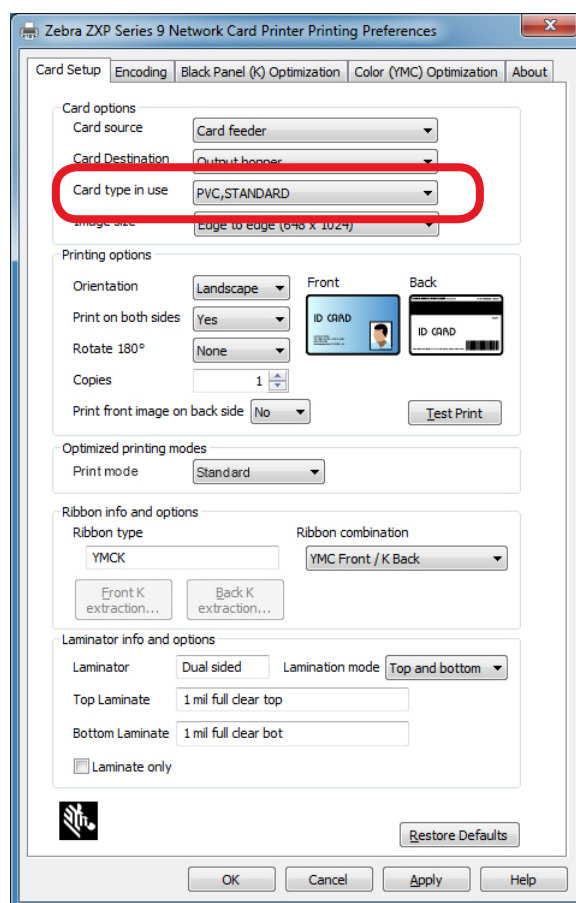 Zebra ZXP Series 9 Network Card Printer Printing Preferences
Card Setup Encoding Black Panel (K) Optimization Color (YMC) Optimization About
Card options
Card source Card feeder
Card Destination Output hopper
Card type in use PVC,STANDARD
Image size Edge to edge (648 x 1024)
Printing options
Orientation Landscape Front Back
Print on both sides Yes
ID CARD ID CARD
Rotate 180° None
Copies 1
Print front image on back side No Test Print
Optimized printing modes
Print mode Standard
Ribbon info and options
Ribbon type Ribbon combination
YMCK YMC Front / K Back
Front K extraction... Back K extraction...
Laminator info and options
Laminator Dual sided Lamination mode Top and bottom
Top Laminate 1 mil full clear top
Bottom Laminate 1 mil full clear bot
Laminate only
Restore Defaults
OK Cancel Apply Help